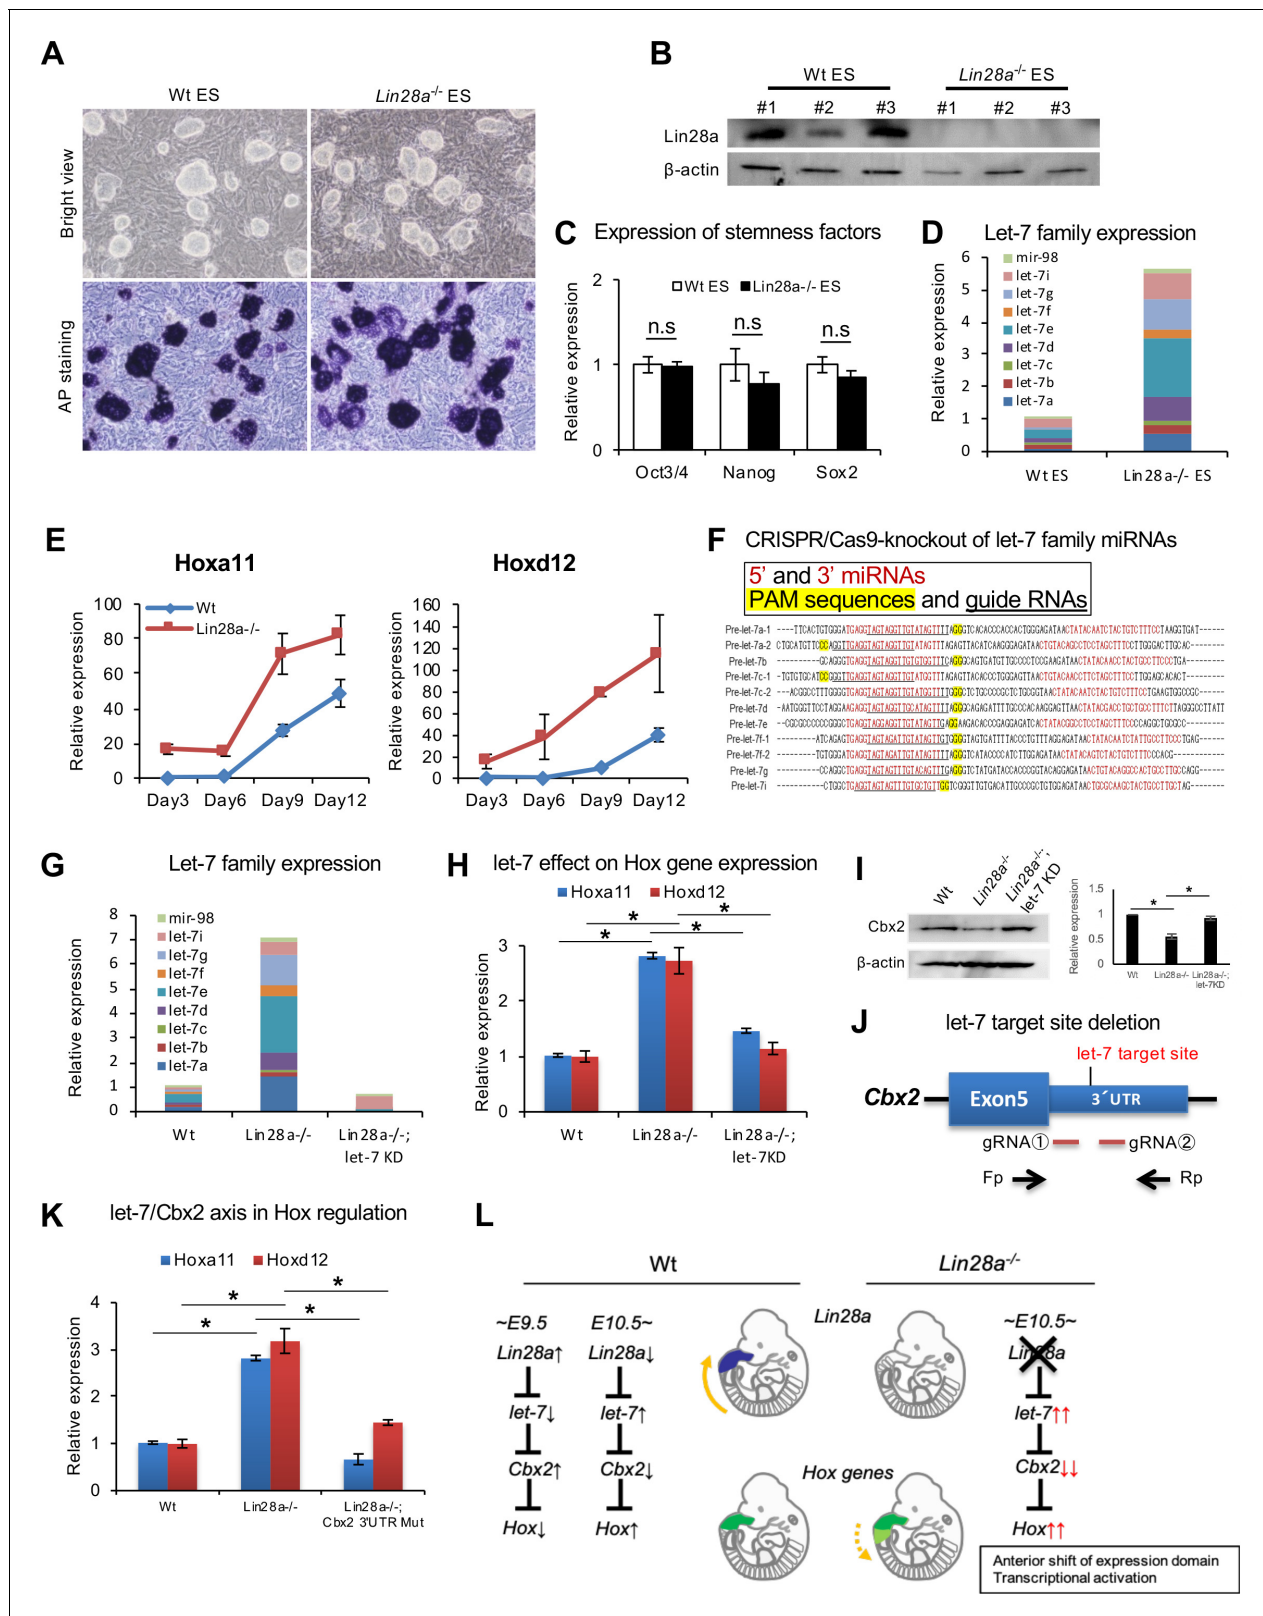 A
Wt ES
Lin28a-/- ES
Bright view
AP staining
B
Wt ES
Lin28a-/- ES
#1 #2 #3 #1 #2 #3
Lin28a
β-actin
C Expression of stemness factors
Relative expression
2
1
0
Wt ES Lin28a-/- ES
n.s n.s n.s
Oct3/4 Nanog Sox2
D Let-7 family expression
Relative expression
6
5
4
3
2
1
0
mir-98
let-7i
let-7g
let-7f
let-7e
let-7d
let-7c
let-7b
let-7a
Wt ES Lin28a-/- ES
E
Hoxa11
Relative expression
100
80
60
40
20
0
Wt
Lin28a-/-
Day3 Day6 Day9 Day12
Hoxd12
Relative expression
160
140
120
100
80
60
40
20
0
Day3 Day6 Day9 Day12
F CRISPR/Cas9-knockout of let-7 family miRNAs
5’ and 3’ miRNAs
PAM sequences and guide RNAs
Pre-let-7a-1
Pre-let-7a-2
Pre-let-7b
Pre-let-7c-1
Pre-let-7c-2
Pre-let-7d
Pre-let-7e
Pre-let-7f-1
Pre-let-7f-2
Pre-let-7g
Pre-let-7i
G Let-7 family expression
Relative expression
8
7
6
5
4
3
2
1
0
mir-98
let-7i
let-7g
let-7f
let-7e
let-7d
let-7c
let-7b
let-7a
Wt Lin28a-/- Lin28a-/-;
let-7 KD
H let-7 effect on Hox gene expression
Hoxa11 Hoxd12
Relative expression
3
2
1
0
* *
* *
Wt Lin28a-/- Lin28a-/-;
let-7KD
I
Wt
Lin28a-/-
Lin28a-/-;
let-7 KD
Cbx2
β-actin
Relative expression
1.5
1
0.5
0
* *
Wt Lin28a-/- Lin28a-/-;
let-7KD
J let-7 target site deletion
let-7 target site
Cbx2 Exon5 3´UTR
gRNA① gRNA②
Fp Rp
K let-7/Cbx2 axis in Hox regulation
Hoxa11 Hoxd12
Relative expression
4
3
2
1
0
* *
* *
Wt Lin28a-/- Lin28a-/-;
Cbx2 3'UTR Mut
L
Wt Lin28a-/-
~E9.5 E10.5~ Lin28a ~E10.5~
Lin28a↑ Lin28a↓ Lin28a
let-7↓ let-7↑ let-7↑↑
Cbx2↑ Cbx2↓ Hox genes Cbx2↓↓
Hox↓ Hox↑ Hox↑↑
Anterior shift of expression domain
Transcriptional activation